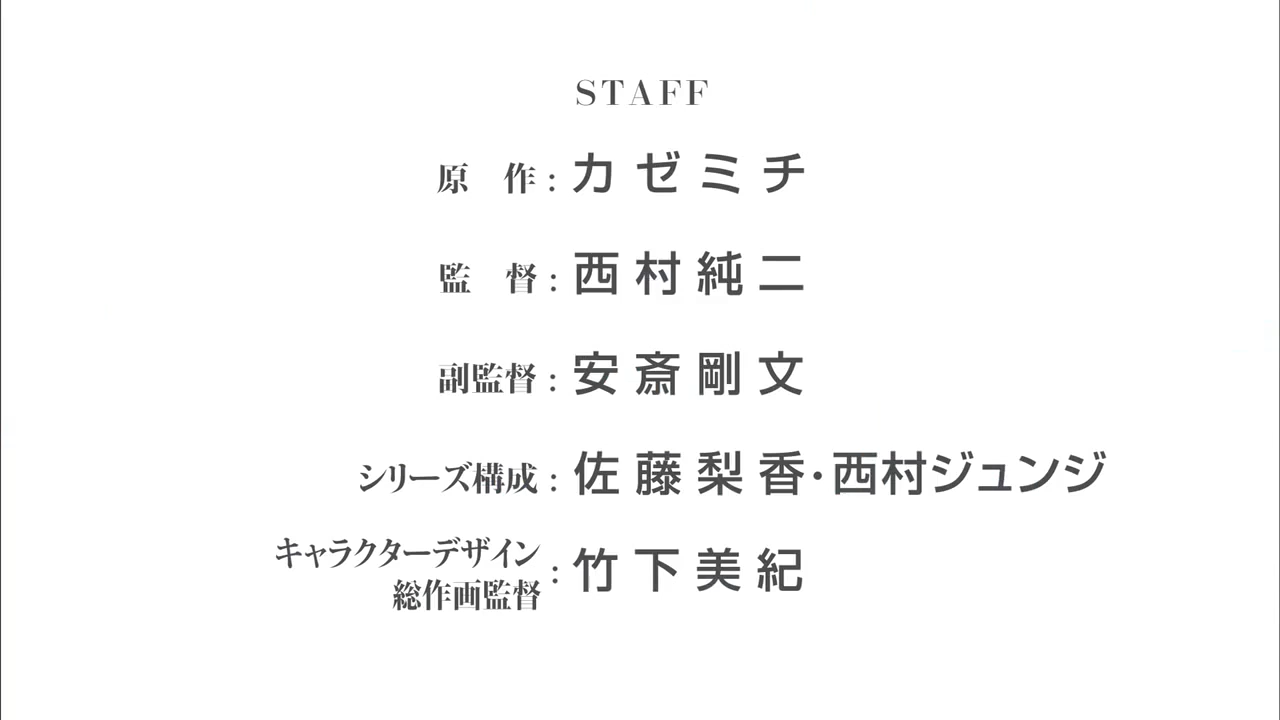 STAFF
原　作：カゼミチ
監　督：西村純二
副監督：安斎剛文
シリーズ構成：佐藤梨香・西村ジュンジ
キャラクターデザイン
総作画監督：竹下美紀